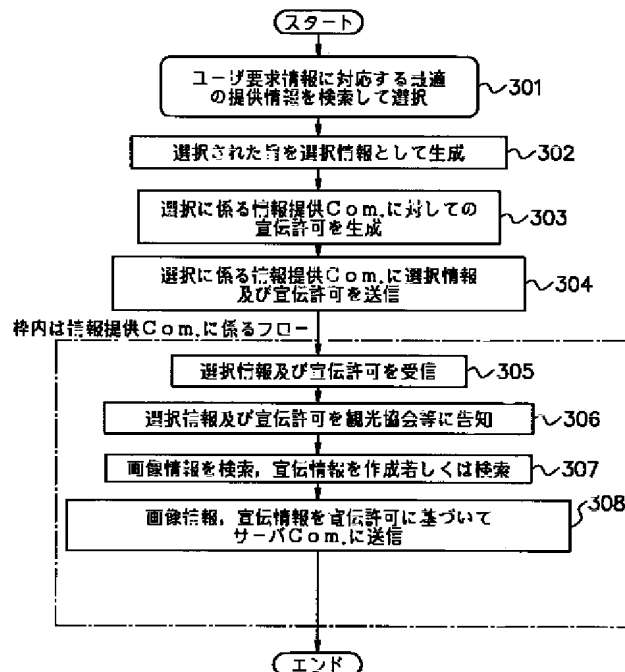 スタート
ユーザ要求情報に対応する最適
の提供情報を検索して選択
301
選択された旨を選択情報として生成
302
選択に係る情報提供Com.に対しての
宣伝許可を生成
303
選択に係る情報提供Com.に選択情報
及び宣伝許可を送信
304
枠内は情報提供Com.に係るフロー
選択情報及び宣伝許可を受信
305
選択情報及び宣伝許可を観光協会等に告知
306
画像情報を検索,宣伝情報を作成若しくは検索
307
308
画像情報,宣伝情報を宣伝許可に基づいて
サーバCom.に送信
エンド